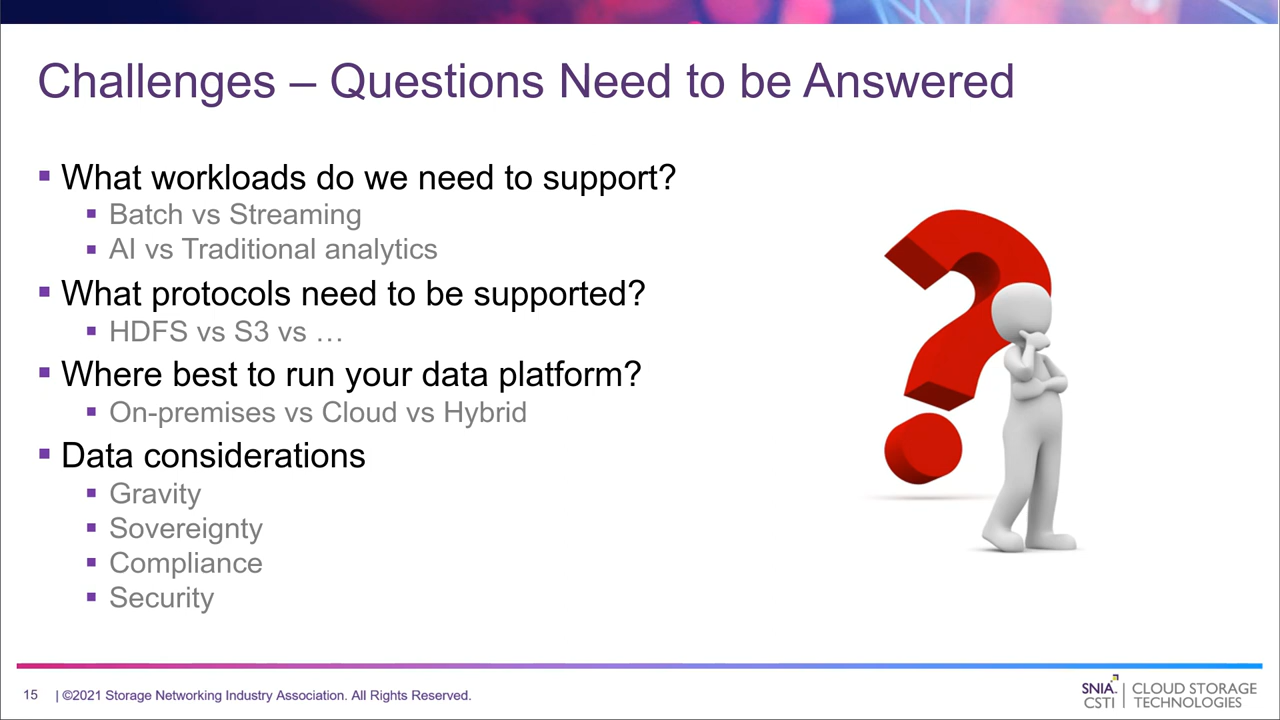 Challenges – Questions Need to be Answered
▪ What workloads do we need to support?
▪ Batch vs Streaming
▪ AI vs Traditional analytics
▪ What protocols need to be supported?
▪ HDFS vs S3 vs …
▪ Where best to run your data platform?
▪ On-premises vs Cloud vs Hybrid
▪ Data considerations
▪ Gravity
▪ Sovereignty
▪ Compliance
▪ Security
15 | ©2021 Storage Networking Industry Association. All Rights Reserved.
SNIA. | CLOUD STORAGE
CSTI | TECHNOLOGIES